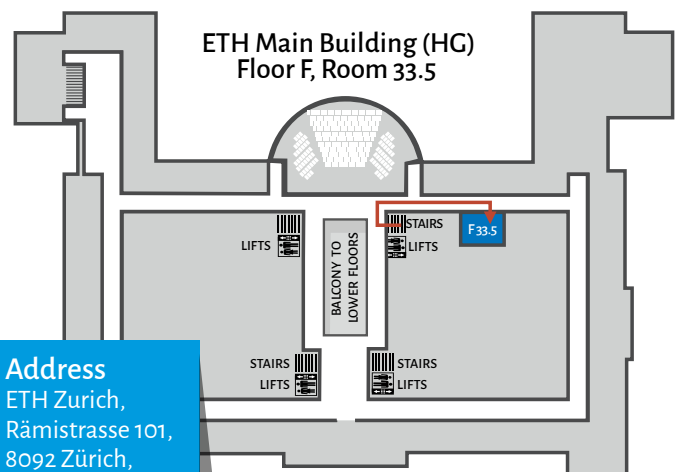 ETH Main Building (HG)
Floor F, Room 33.5
STAIRS
F33.5
LIFTS
LIFTS
BALCONY TO
LOWER FLOORS
STAIRS
LIFTS
STAIRS
LIFTS
Address
ETH Zurich,
Rämistrasse 101,
8092 Zürich,